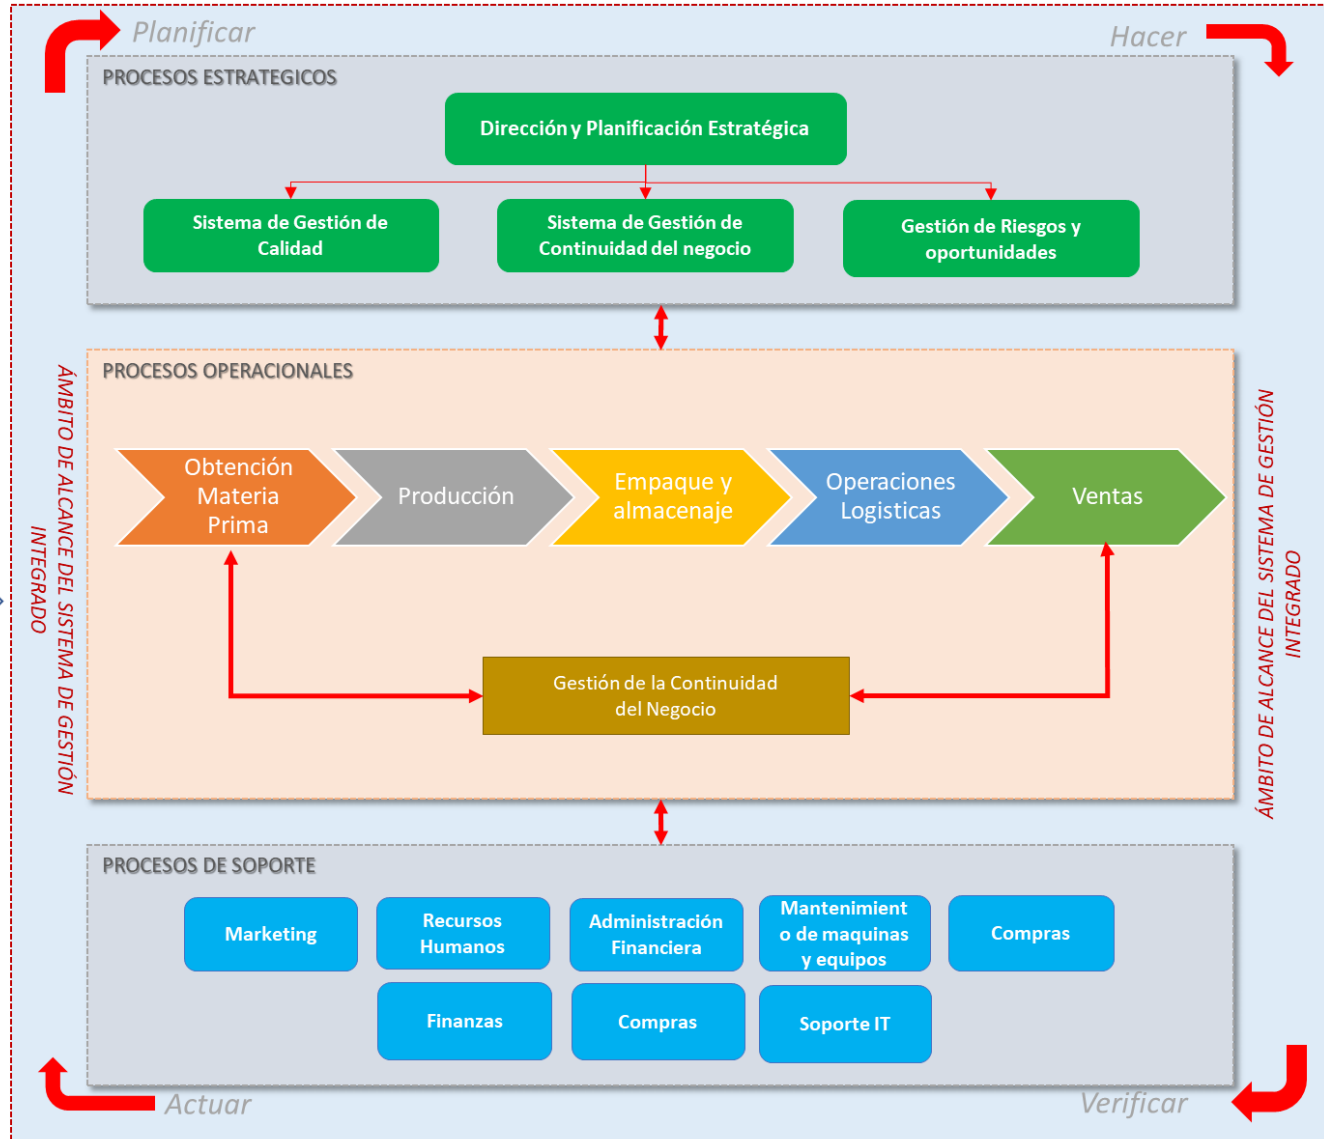 Planificar
Hacer
PROCESOS ESTRATEGICOS
Dirección y Planificación Estratégica
Sistema de Gestión de
Calidad
Sistema de Gestión de
Continuidad del negocio
Gestión de Riesgos y
oportunidades
ÁMBITO DE ALCANCE DEL SISTEMA DE GESTIÓN
INTEGRADO
PROCESOS OPERACIONALES
Obtención
Materia
Prima
Producción
Empaque y
almacenaje
Operaciones
Logisticas
Ventas
Gestión de la Continuidad
del Negocio
ÁMBITO DE ALCANCE DEL SISTEMA DE GESTIÓN
INTEGRADO
PROCESOS DE SOPORTE
Marketing
Recursos
Humanos
Administración
Financiera
Mantenimient
o de maquinas
y equipos
Compras
Finanzas
Compras
Soporte IT
Actuar
Verificar